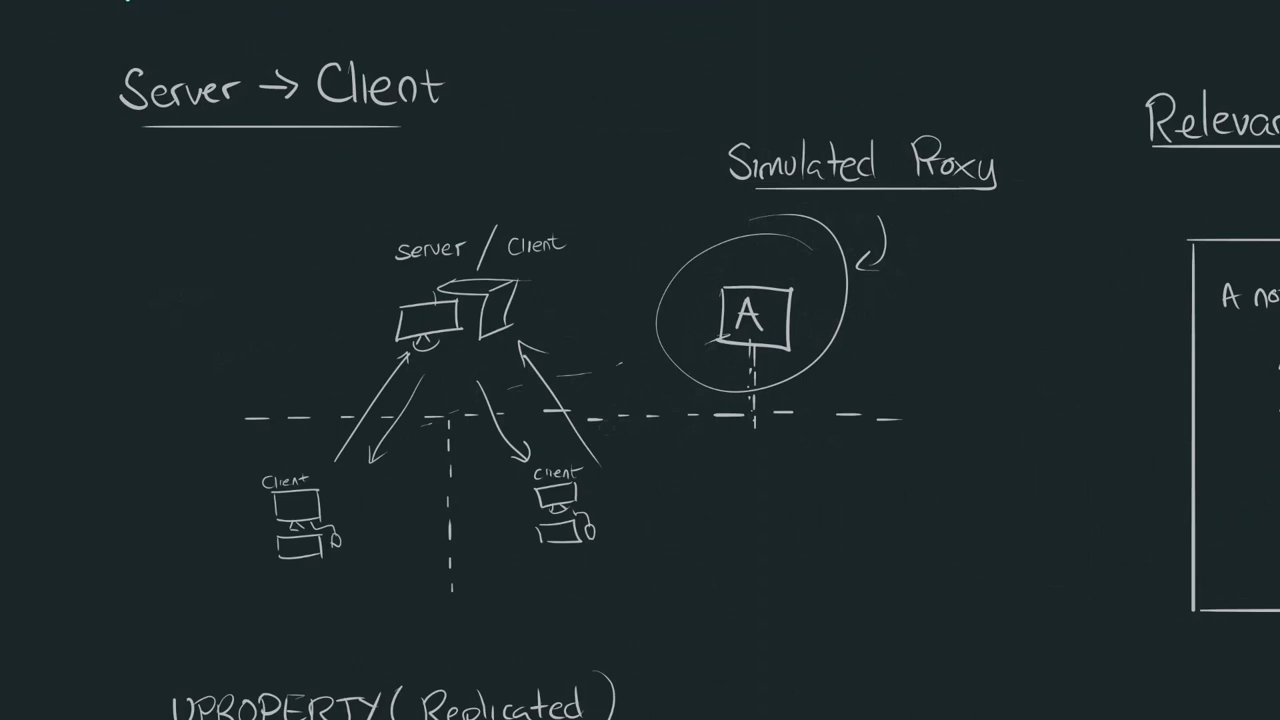 Server → Client
Simulated Proxy
Server / Client
A
Client
Client
UPROPERTY( Replicated )
Relevan
A no